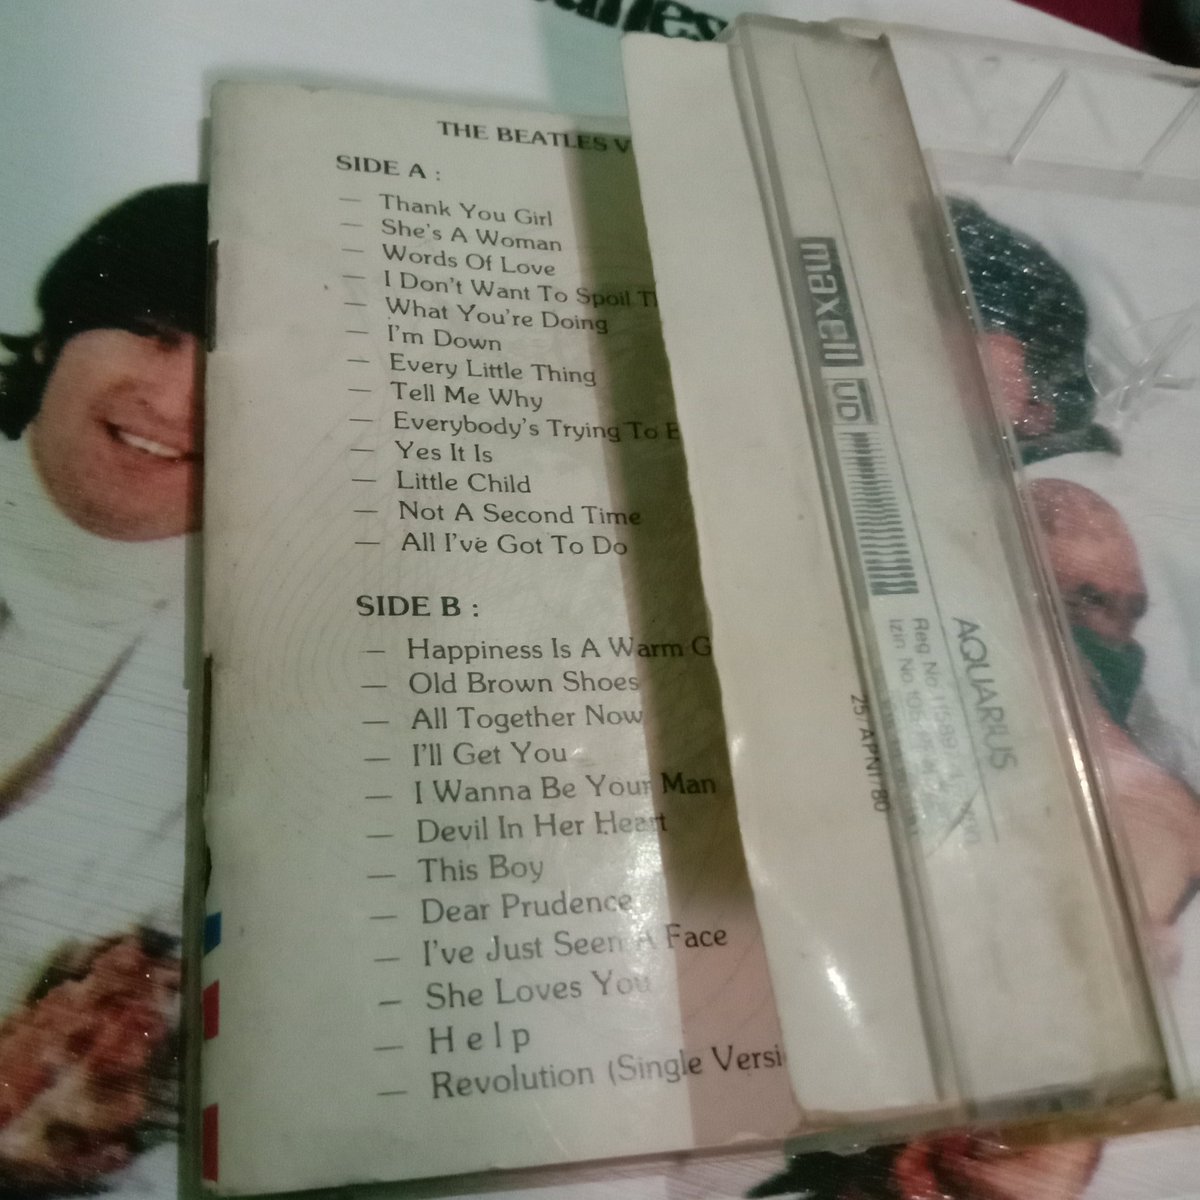 THE BEATLES V
SIDE A :
— Thank You Girl
— She's A Woman
— Words Of Love
— I Don't Want To Spoil Th
— What You're Doing
— I'm Down
— Every Little Thing
— Tell Me Why
— Everybody's Trying To B
— Yes It Is
— Little Child
— Not A Second Time
— All I've Got To Do
SIDE B :
— Happiness Is A Warm G
— Old Brown Shoes
— All Together Now
— I'll Get You
— I Wanna Be Your Man
— Devil In Her Heart
— This Boy
— Dear Prudence
— I've Just Seen A Face
— She Loves You
— H e l p
— Revolution (Single Versi
maxell UD
AQUARIUS
Reg No.
Izin No.
25/APNI/80